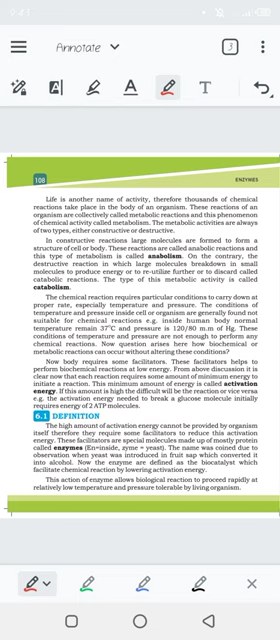 Annotate
3
T
108
ENZYMES
Life is another name of activity, therefore thousands of chemical
reactions take place in the body of an organism. These reactions of an
organism are collectively called metabolic reactions and this phenomenon
of chemical activity called metabolism. The metabolic activities are always
of two types, either constructive or destructive.
In constructive reactions large molecules are formed to form a
structure of cell or body. These reactions are called anabolic reactions and
this type of metabolism is called anabolism. On the contrary, the
destructive reaction in which large molecules breakdown in small
molecules to produce energy or to re-utilize further or to discard called
catabolic reactions. The type of this metabolic activity is called
catabolism.
The chemical reaction requires particular conditions to carry down at
proper rate, especially temperature and pressure. The conditions of
temperature and pressure inside cell or organism are generally found not
suitable for chemical reactions e.g. inside human body normal
temperature remain 37°C and pressure is 120/80 m.m of Hg. These
conditions of temperature and pressure are not enough to perform any
chemical reactions. Now question arises here how biochemical or
metabolic reactions can occur without altering these conditions?
Now body requires some facilitators. These facilitators helps to
perform biochemical reactions at low energy. From above discussion it is
clear now that each reaction requires some amount of minimum energy to
initiate a reaction. This minimum amount of energy is called activation
energy. If this amount is high the difficult will be the reaction or vice versa
e.g. the activation energy needed to break a glucose molecule initially
requires energy of 2 ATP molecules.
6.1 DEFINITION
The high amount of activation energy cannot be provided by organism
itself therefore they require some facilitators to reduce this activation
energy. These facilitators are special molecules made up of mostly protein
called enzymes (En=inside, zyme = yeast). The name was coined due to
observation when yeast was introduced in fruit sap which converted it
into alcohol. Now the enzyme are defined as the biocatalyst which
facilitate chemical reaction by lowering activation energy.
This action of enzyme allows biological reaction to proceed rapidly at
relatively low temperature and pressure tolerable by living organism.